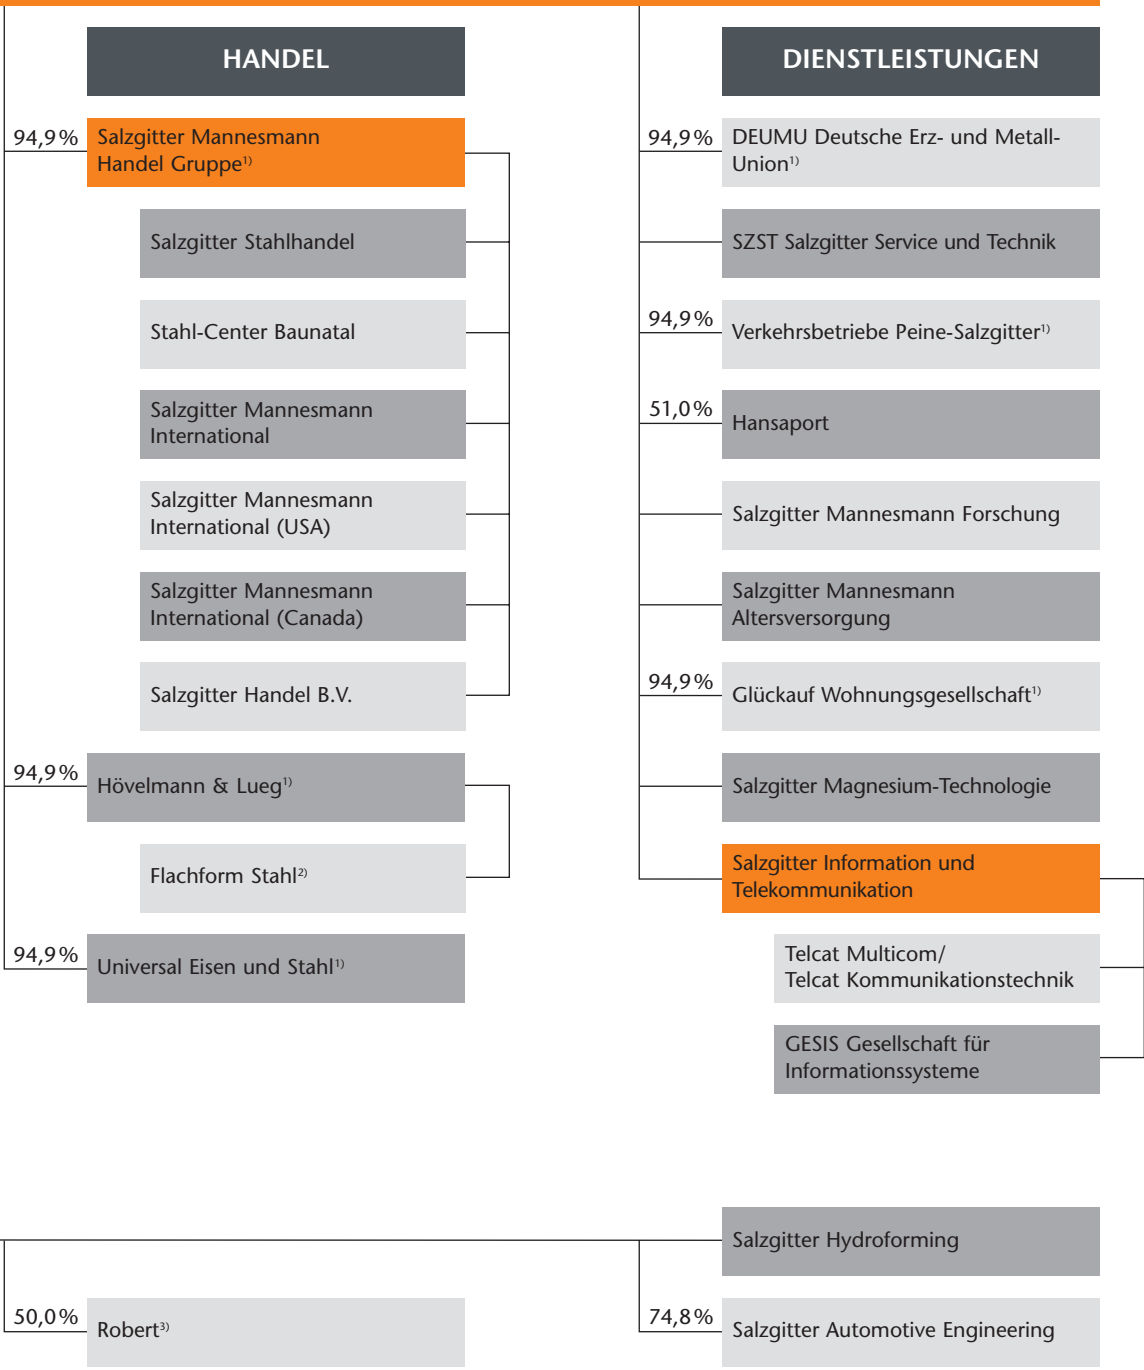 HANDEL
94,9%
Salzgitter Mannesmann
Handel Gruppe¹⁾
Salzgitter Stahlhandel
Stahl-Center Baunatal
Salzgitter Mannesmann
International
Salzgitter Mannesmann
International (USA)
Salzgitter Mannesmann
International (Canada)
Salzgitter Handel B.V.
94,9%
Hövelmann & Lueg¹⁾
Flachform Stahl²⁾
94,9%
Universal Eisen und Stahl¹⁾
DIENSTLEISTUNGEN
94,9%
DEUMU Deutsche Erz- und Metall-
Union¹⁾
SZST Salzgitter Service und Technik
94,9%
Verkehrsbetriebe Peine-Salzgitter¹⁾
51,0%
Hansaport
Salzgitter Mannesmann Forschung
Salzgitter Mannesmann
Altersversorgung
94,9%
Glückauf Wohnungsgesellschaft¹⁾
Salzgitter Magnesium-Technologie
Salzgitter Information und
Telekommunikation
Telcat Multicom/
Telcat Kommunikationstechnik
GESIS Gesellschaft für
Informationssysteme
Salzgitter Hydroforming
50,0%
Robert³⁾
74,8%
Salzgitter Automotive Engineering